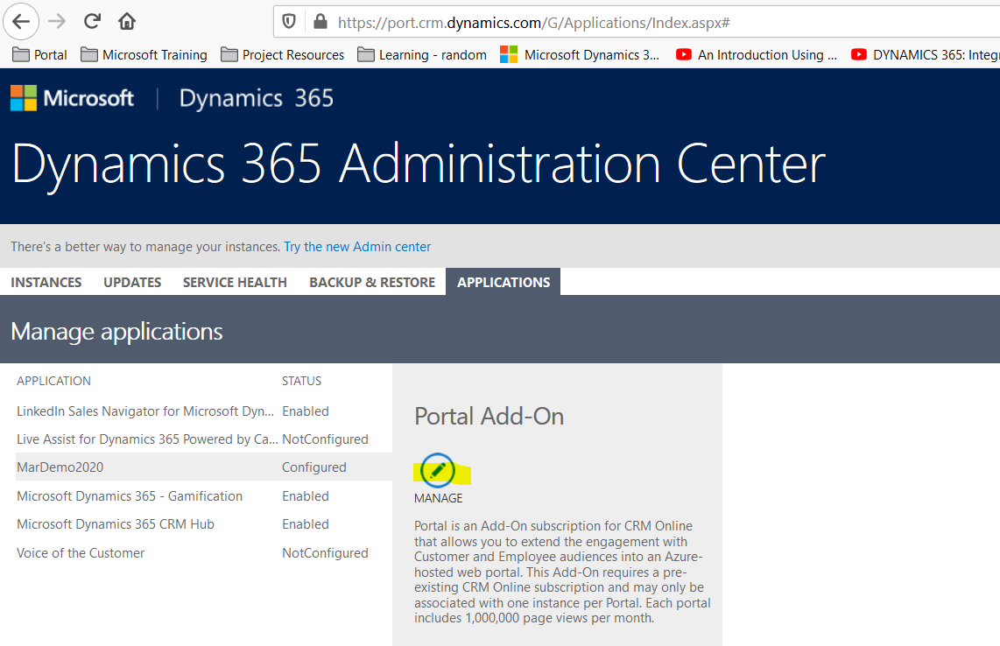 https://port.crm.dynamics.com/G/Applications/Index.aspx#
Portal Microsoft Training Project Resources Learning - random Microsoft Dynamics 3... An Introduction Using ... DYNAMICS 365: Integ
Microsoft | Dynamics 365
Dynamics 365 Administration Center
There's a better way to manage your instances. Try the new Admin center
INSTANCES UPDATES SERVICE HEALTH BACKUP & RESTORE APPLICATIONS
Manage applications
APPLICATION STATUS
LinkedIn Sales Navigator for Microsoft Dyn... Enabled
Live Assist for Dynamics 365 Powered by Ca... NotConfigured
MarDemo2020 Configured
Microsoft Dynamics 365 - Gamification Enabled
Microsoft Dynamics 365 CRM Hub Enabled
Voice of the Customer NotConfigured
Portal Add-On
MANAGE
Portal is an Add-On subscription for CRM Online
that allows you to extend the engagement with
Customer and Employee audiences into an Azure-
hosted web portal. This Add-On requires a pre-
existing CRM Online subscription and may only be
associated with one instance per Portal. Each portal
includes 1,000,000 page views per month.